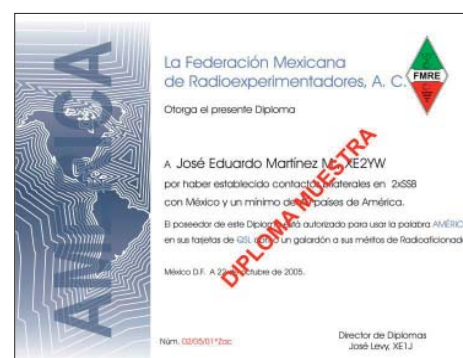 AMÉRICA
La Federación Mexicana
de Radioexperimentadores, A. C.
FMRE
Otorga el presente Diploma
A José Eduardo Martínez M., XE2YW
por haber establecido contactos bilaterales en 2xSSB
con México y un mínimo de países de América.
El poseedor de este Diploma está autorizado para usar la palabra AMÉRIC
en sus tarjetas de QSL como un galardón a sus méritos de Radioaficionad
México D.F. A 22 de octubre de 2005.
DIPLOMA MUESTRA
Núm. 02/05/01*Zac.
Director de Diplomas
José Levy, XE1J